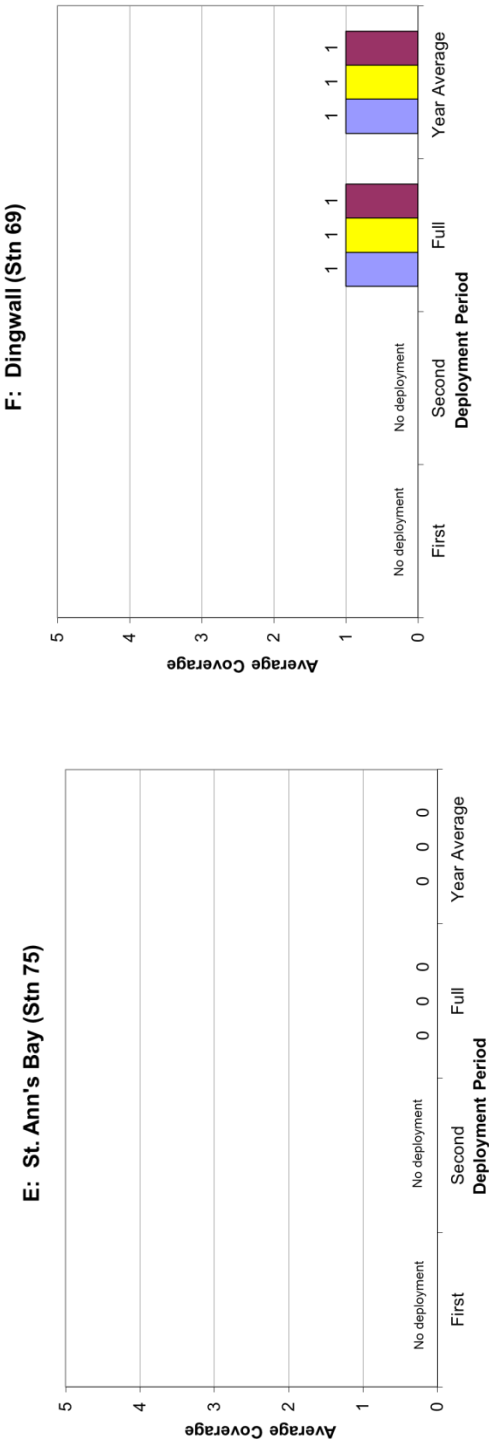 E: St. Ann's Bay (Stn 75)
Average Coverage
5
4
3
2
1
0
No deployment
No deployment
0 0 0
0 0 0
First
Second
Full
Year Average
Deployment Period
F: Dingwall (Stn 69)
Average Coverage
5
4
3
2
1
0
No deployment
No deployment
1 1 1
1 1 1
First
Second
Full
Year Average
Deployment Period